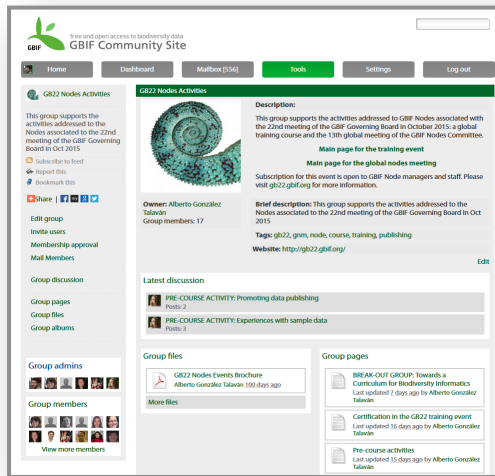 free and open access to biodiversity data
GBIF Community Site
GBIF
Home
Dashboard
Mailbox [556]
Tools
Settings
Log out
GB22 Nodes Activities
This group supports the
activities addressed to the
Nodes associated to the 22nd
meeting of the GBIF Governing
Board in Oct 2015
Subscribe to feed
Report this
Bookmark this
Share
Edit group
Invite users
Membership approval
Mail Members
Group discussion
Group pages
Group files
Group albums
Group admins
Group members
View more members
GB22 Nodes Activities
Owner: Alberto González
Talaván
Group members: 17
Description:
This group supports the activities addressed to GBIF Nodes associated with
the 22nd meeting of the GBIF Governing Board in October 2015: a global
training course and the 13th global meeting of the GBIF Nodes Committee.
Main page for the training event
Main page for the global nodes meeting
Subscription for this event is open to GBIF Node managers and staff. Please
visit gb22.gbif.org for more information.
Brief description: This group supports the activities addressed to the
Nodes associated to the 22nd meeting of the GBIF Governing Board in Oct
2015
Tags: gb22, gnm, node, course, training, publishing
Website: http://gb22.gbif.org/
Edit
Latest discussion
PRE-COURSE ACTIVITY: Promoting data publishing
Posts: 2
PRE-COURSE ACTIVITY: Experiences with sample data
Posts: 3
Group files
GB22 Nodes Events Brochure
Alberto González Talaván 100 days ago
More files
Group pages
BREAK-OUT GROUP: Towards a
Curriculum for Biodiversity Informatics
Last updated 7 days ago by Alberto González
Talaván
Certification in the GB22 training event
Last updated 16 days ago by Alberto González
Talaván
Pre-course activities
Last updated 15 days ago by Alberto González
Talaván